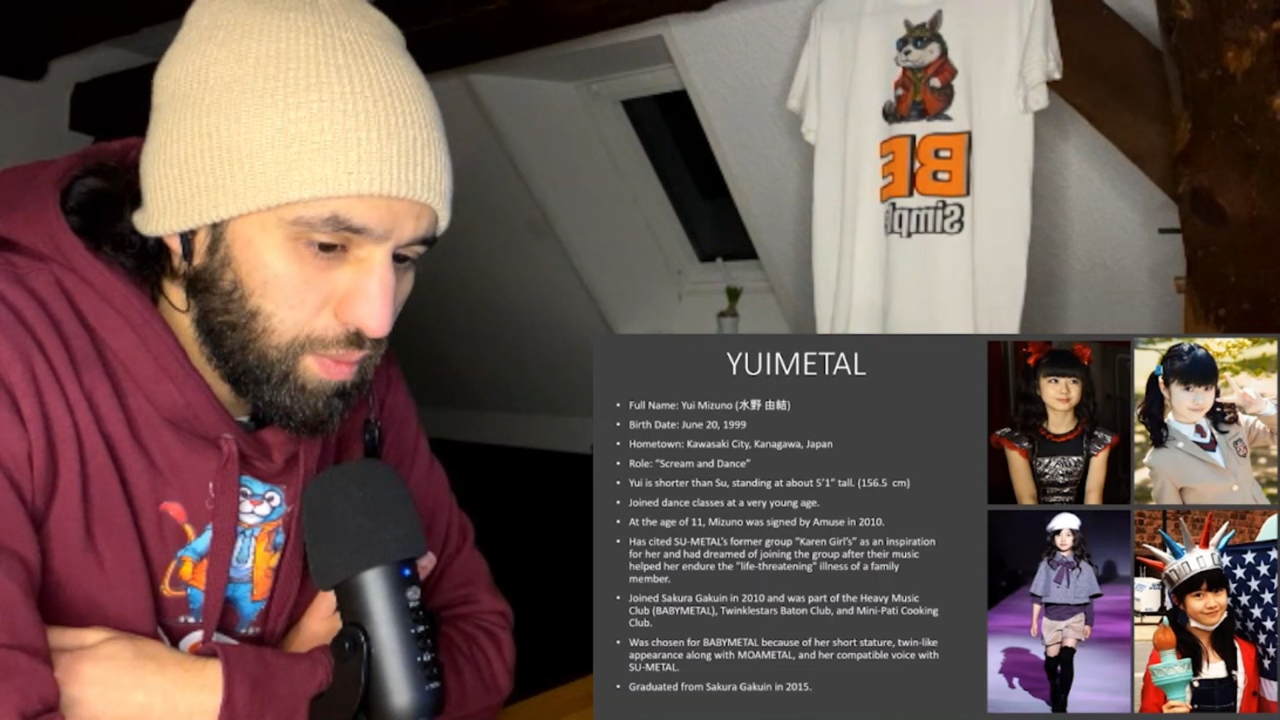 BE
Simple
YUIMETAL
• Full Name: Yui Mizuno (水野 由結)
• Birth Date: June 20, 1999
• Hometown: Kawasaki City, Kanagawa, Japan
• Role: “Scream and Dance”
• Yui is shorter than Su, standing at about 5’1” tall. (156.5 cm)
• Joined dance classes at a very young age.
• At the age of 11, Mizuno was signed by Amuse in 2010.
• Has cited SU-METAL’s former group “Karen Girl’s” as an inspiration
for her and had dreamed of joining the group after their music
helped her endure the “life-threatening” illness of a family
member.
• Joined Sakura Gakuin in 2010 and was part of the Heavy Music
Club (BABYMETAL), Twinklestars Baton Club, and Mini-Pati Cooking
Club.
• Was chosen for BABYMETAL because of her short stature, twin-like
appearance along with MOAMETAL, and her compatible voice with
SU-METAL.
• Graduated from Sakura Gakuin in 2015.